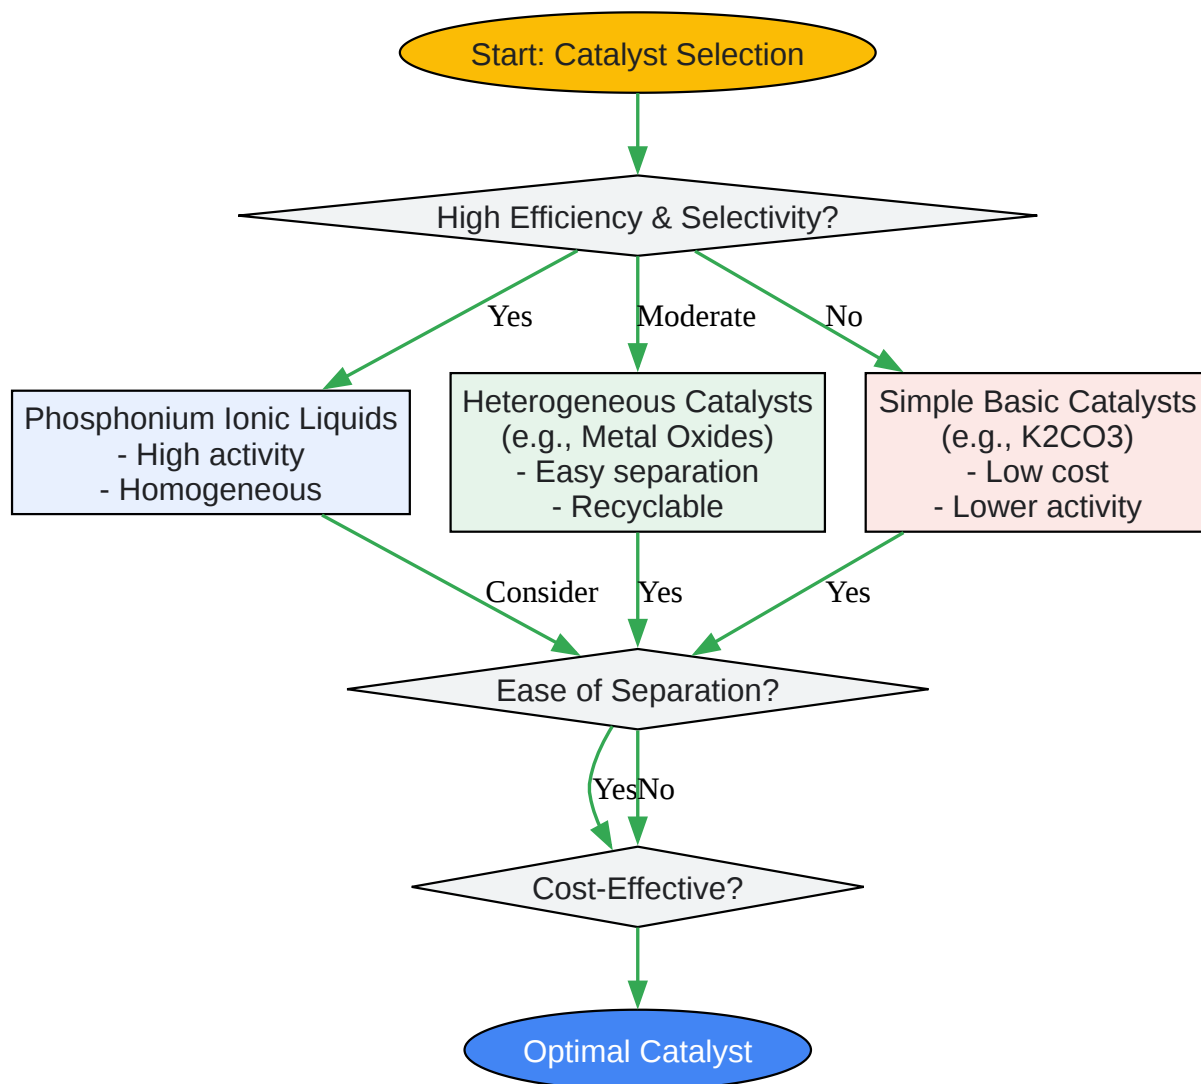 Start: Catalyst Selection
High Efficiency & Selectivity?
Yes
Moderate
No
Phosphonium Ionic Liquids
- High activity
- Homogeneous
Heterogeneous Catalysts
(e.g., Metal Oxides)
- Easy separation
- Recyclable
Simple Basic Catalysts
(e.g., K2CO3)
- Low cost
- Lower activity
Consider
Yes
Yes
Ease of Separation?
Yes
No
Cost-Effective?
Optimal Catalyst